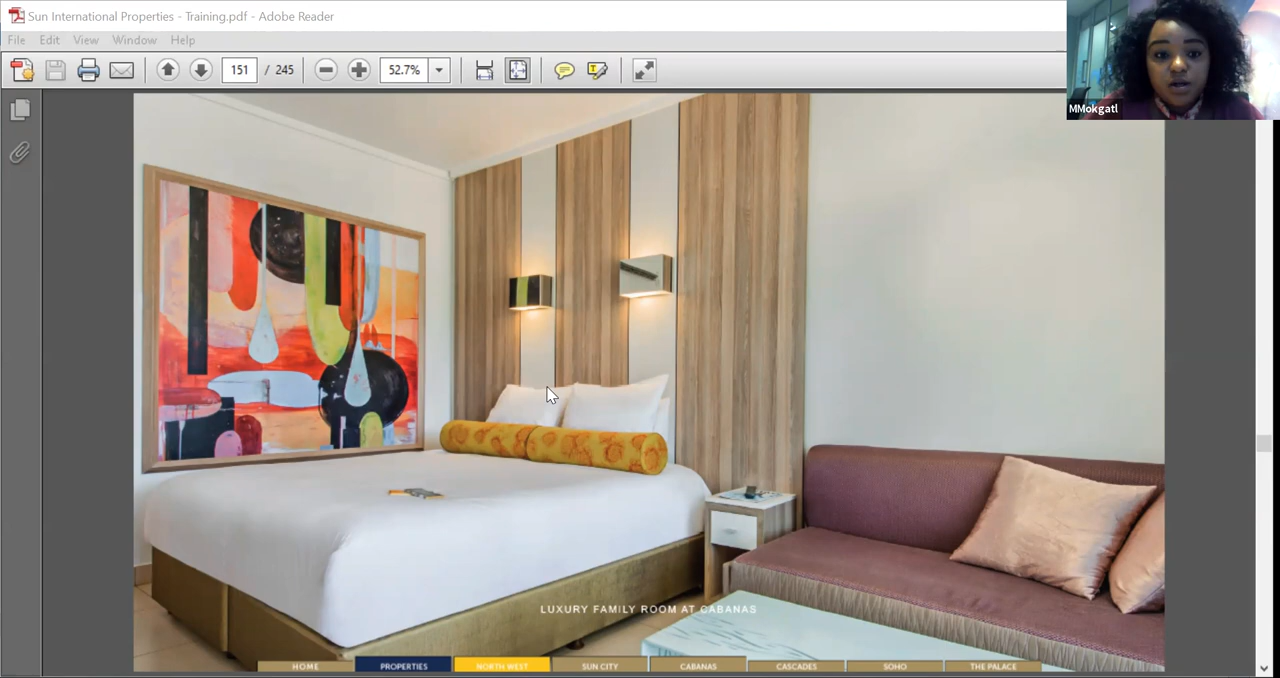 Sun International Properties - Training.pdf - Adobe Reader
File Edit View Window Help
151 / 245 52.7%
MMokgatl
LUXURY FAMILY ROOM AT CABANAS
HOME PROPERTIES NORTH WEST SUN CITY CABANAS CASCADES SOHO THE PALACE